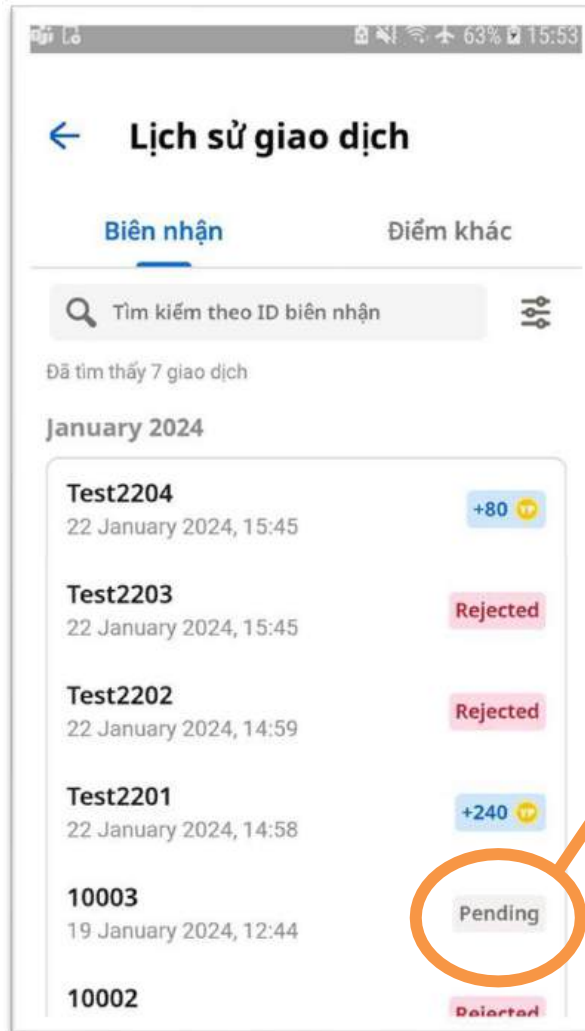 63% 15:53
Lịch sử giao dịch
Biên nhận Điểm khác
Tìm kiếm theo ID biên nhận
Đã tìm thấy 7 giao dịch
January 2024
Test2204
+80 TP
22 January 2024, 15:45
Test2203
Rejected
22 January 2024, 15:45
Test2202
Rejected
22 January 2024, 14:59
Test2201
+240 TP
22 January 2024, 14:58
10003
Pending
19 January 2024, 12:44
10002
Rejected